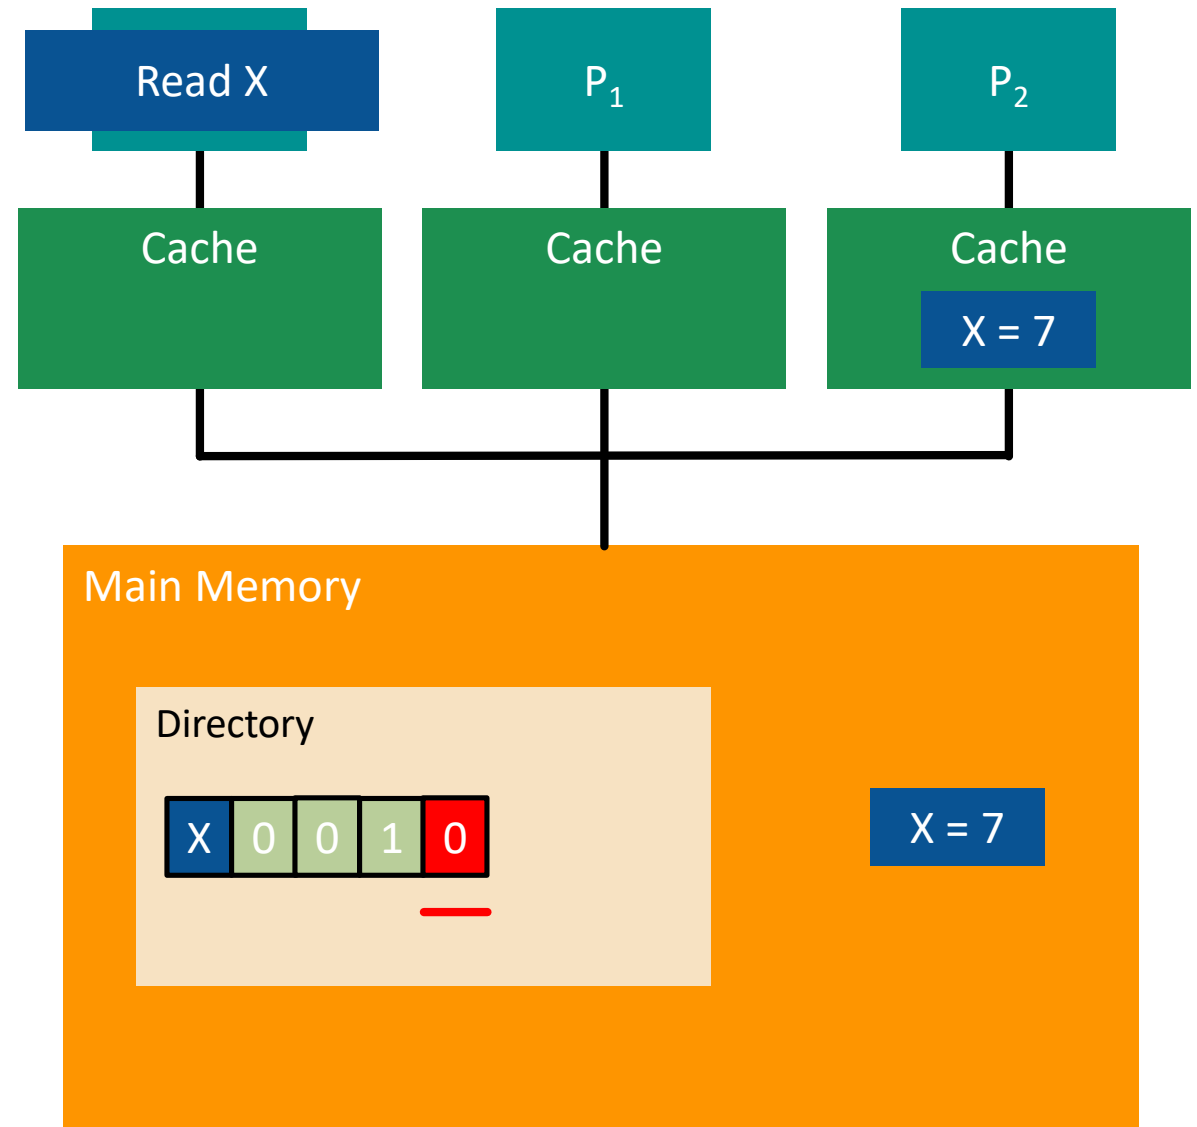 Read X
P₁
P₂
Cache
Cache
Cache
X = 7
Main Memory
Directory
X 0 0 1 0
X = 7